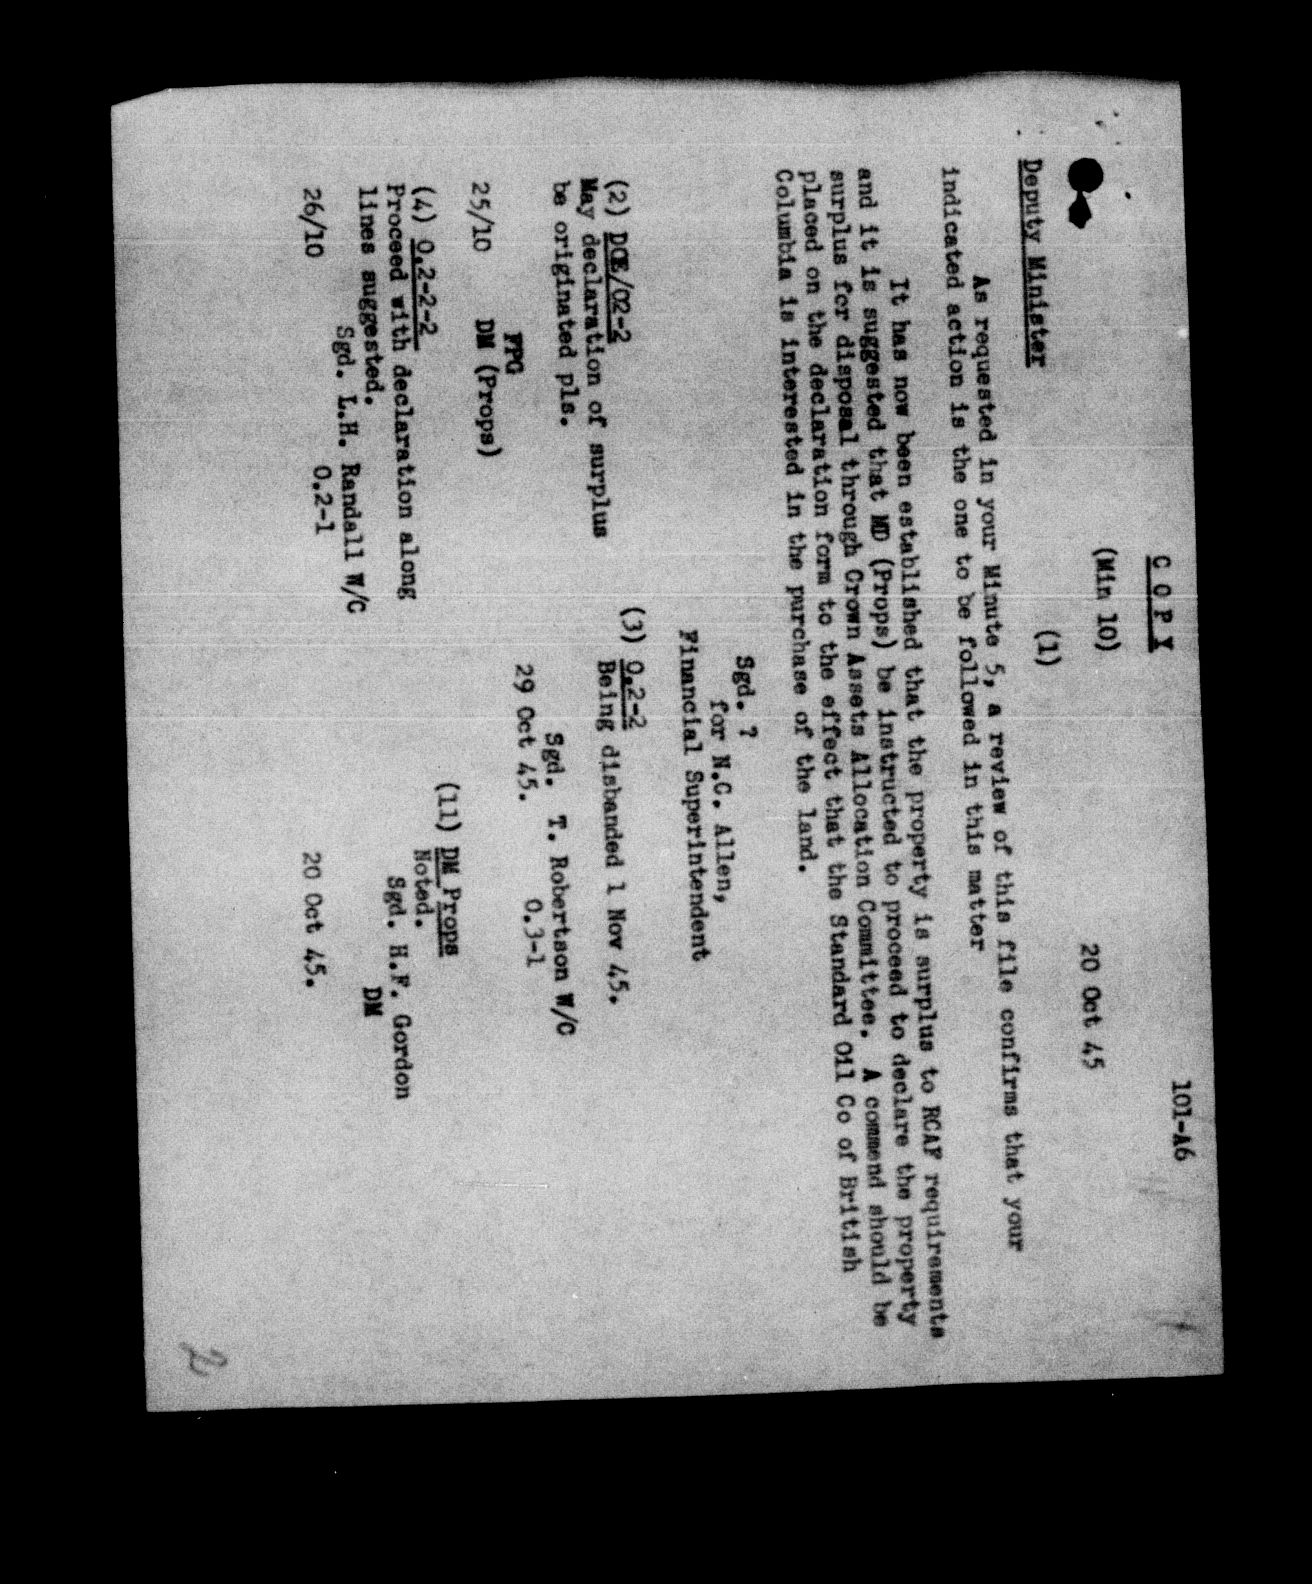 101-A6
C O P Y
(Min 10)
20 Oct 45
(1)
Deputy Minister
As requested in your Minute 5, a review of this file confirms that your
indicated action is the one to be followed in this matter
It has now been established that the property is surplus to RCAF requirements
and it is suggested that MD (Props) be instructed to proceed to declare the property
surplus for disposal through Crown Assets Allocation Committee. A commend should be
placed on the declaration form to the effect that the Standard Oil Co of British
Columbia is interested in the purchase of the land.
Sgd. ?
for N.C. Allen,
Financial Superintendent
(2) DCE/02-2
May declaration of surplus
be originated pls.
FPG
25/10 DM (Props)
(3) O.2-2
Being disbanded 1 Nov 45.
Sgd. T. Robertson W/C
29 Oct 45. O.3-1
(4) O.2-2-2
Proceed with declaration along
lines suggested.
Sgd. L.H. Randall W/C
26/10 O.2-1
(11) DM Props
Noted.
Sgd. H.F. Gordon
DM
20 Oct 45.
2